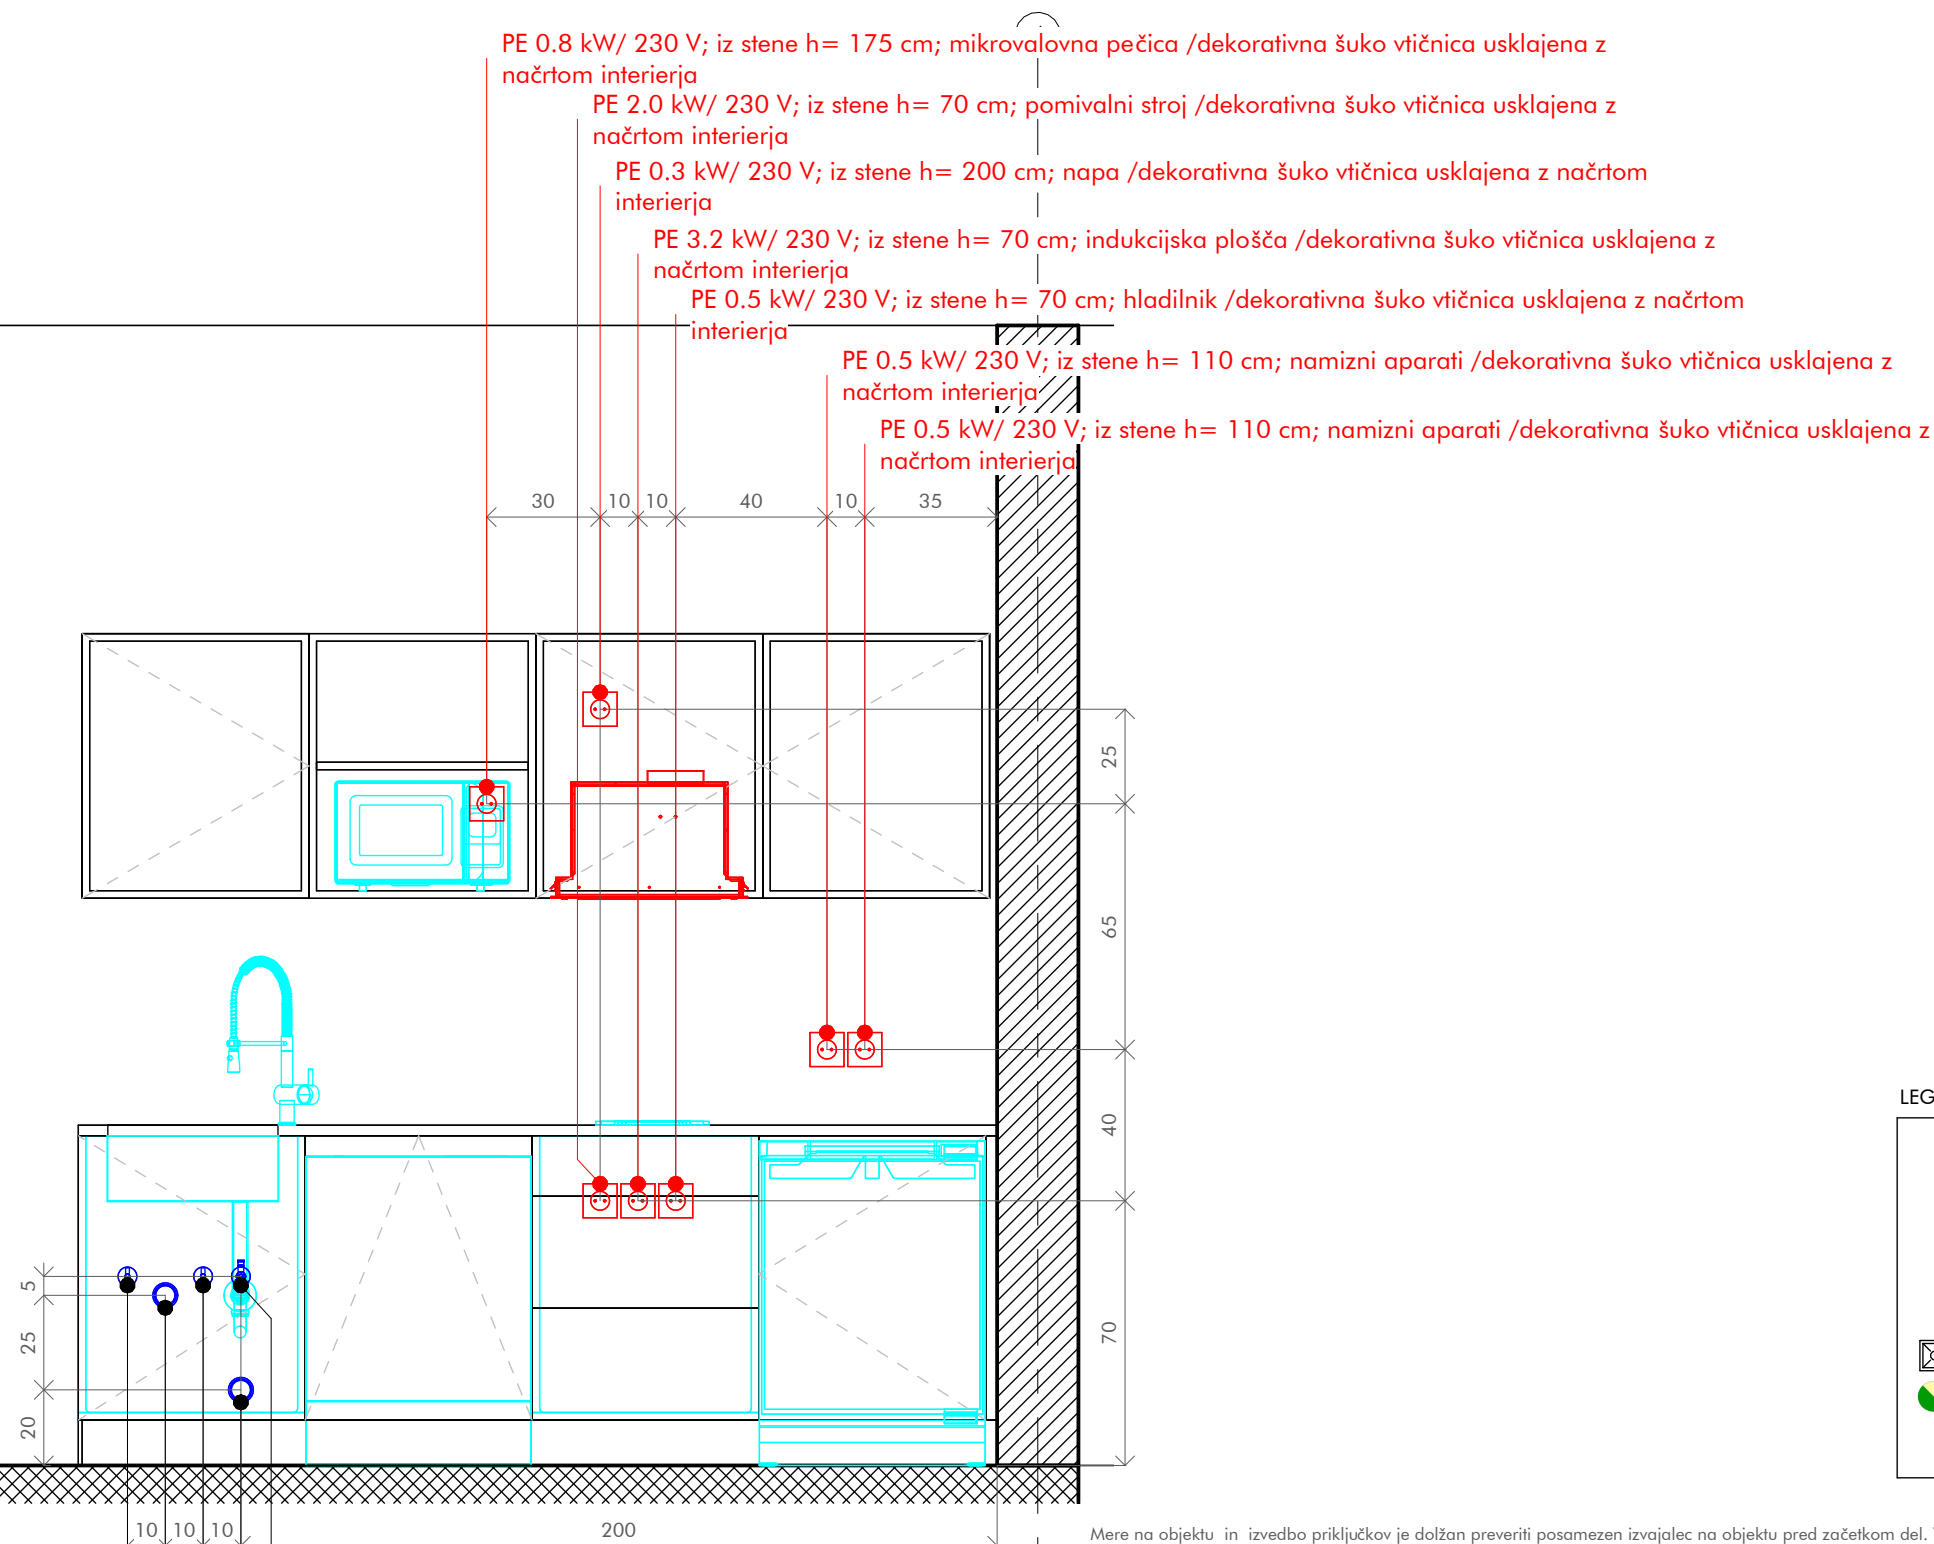 PE 0.8 kW/ 230 V; iz stene h= 175 cm; mikrovalovna pečica /dekorativna šuko vtičnica usklajena z
načrtom interierja
PE 2.0 kW/ 230 V; iz stene h= 70 cm; pomivalni stroj /dekorativna šuko vtičnica usklajena z
načrtom interierja
PE 0.3 kW/ 230 V; iz stene h= 200 cm; napa /dekorativna šuko vtičnica usklajena z načrtom
interierja
PE 3.2 kW/ 230 V; iz stene h= 70 cm; indukcijska plošča /dekorativna šuko vtičnica usklajena z
načrtom interierja
PE 0.5 kW/ 230 V; iz stene h= 70 cm; hladilnik /dekorativna šuko vtičnica usklajena z načrtom
interierja
PE 0.5 kW/ 230 V; iz stene h= 110 cm; namizni aparati /dekorativna šuko vtičnica usklajena z
načrtom interierja
PE 0.5 kW/ 230 V; iz stene h= 110 cm; namizni aparati /dekorativna šuko vtičnica usklajena z
načrtom interierja
30 10 10 40 10 35
25
65
40
70
5
25
20
10 10 10
200
LEG
Mere na objektu in izvedbo priključkov je dolžan preveriti posamezen izvajalec na objektu pred začetkom del.